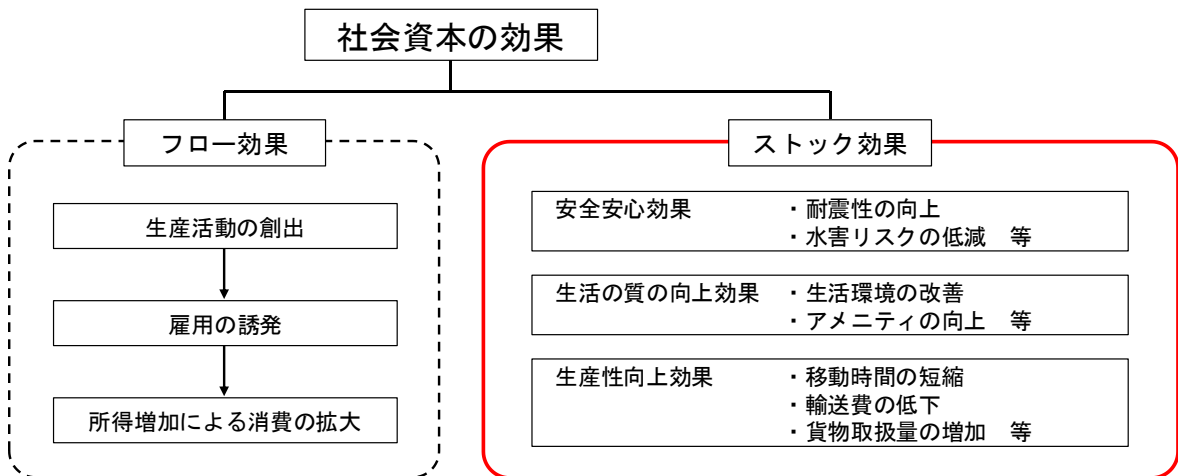 社会資本の効果
フロー効果
生産活動の創出
雇用の誘発
所得増加による消費の拡大
ストック効果
安全安心効果　・耐震性の向上
・水害リスクの低減　等
生活の質の向上効果　・生活環境の改善
・アメニティの向上　等
生産性向上効果　・移動時間の短縮
・輸送費の低下
・貨物取扱量の増加　等